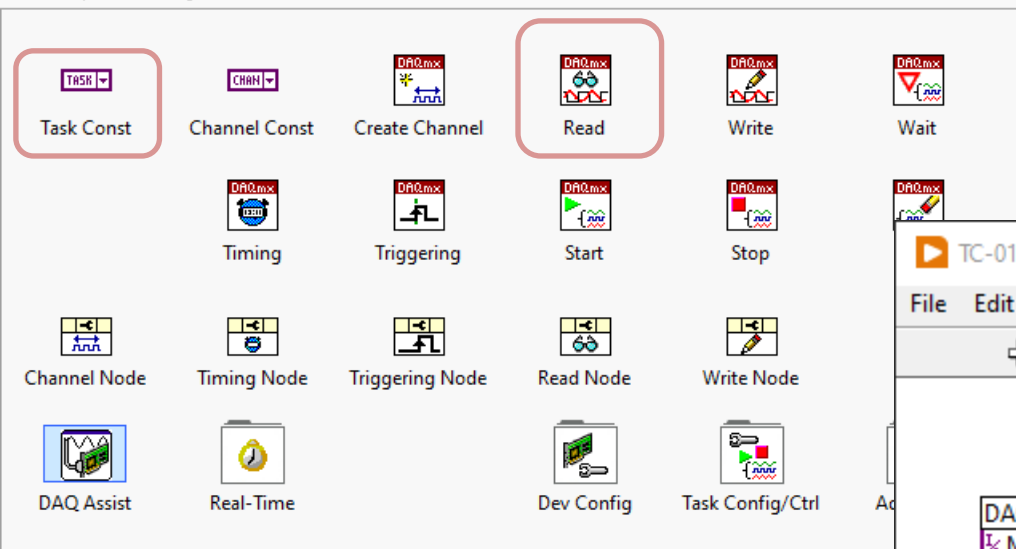 DAQmx DAQmx DAQmx DAQmx
TASK CHAN
Task Const Channel Const Create Channel Read Write Wait
DAQmx DAQmx DAQmx DAQmx DAQmx
Timing Triggering Start Stop
TC-01
File Edit
Channel Node Timing Node Triggering Node Read Node Write Node
DAQ Assist Real-Time Dev Config Task Config/Ctrl
DA